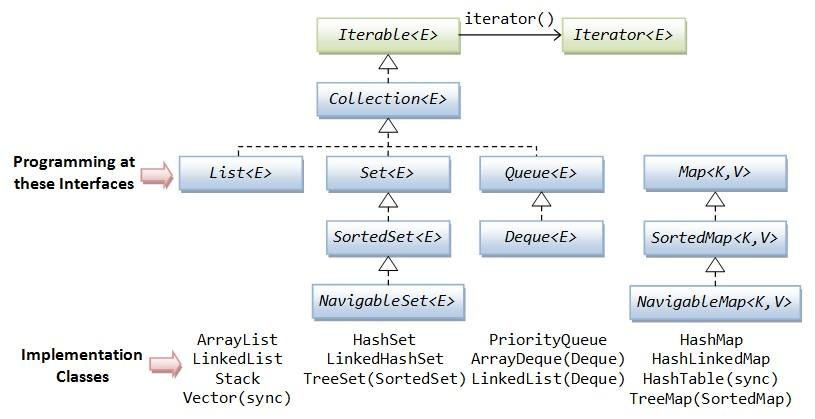 iterator()
Iterable<E>
Iterator<E>
Collection<E>
Programming at
these Interfaces
List<E>
Set<E>
Queue<E>
Map<K,V>
SortedSet<E>
Deque<E>
SortedMap<K,V>
NavigableSet<E>
NavigableMap<K,V>
Implementation
Classes
ArrayList
LinkedList
Stack
Vector(sync)
HashSet
LinkedHashSet
TreeSet(SortedSet)
PriorityQueue
ArrayDeque(Deque)
LinkedList(Deque)
HashMap
HashLinkedMap
HashTable(sync)
TreeMap(SortedMap)